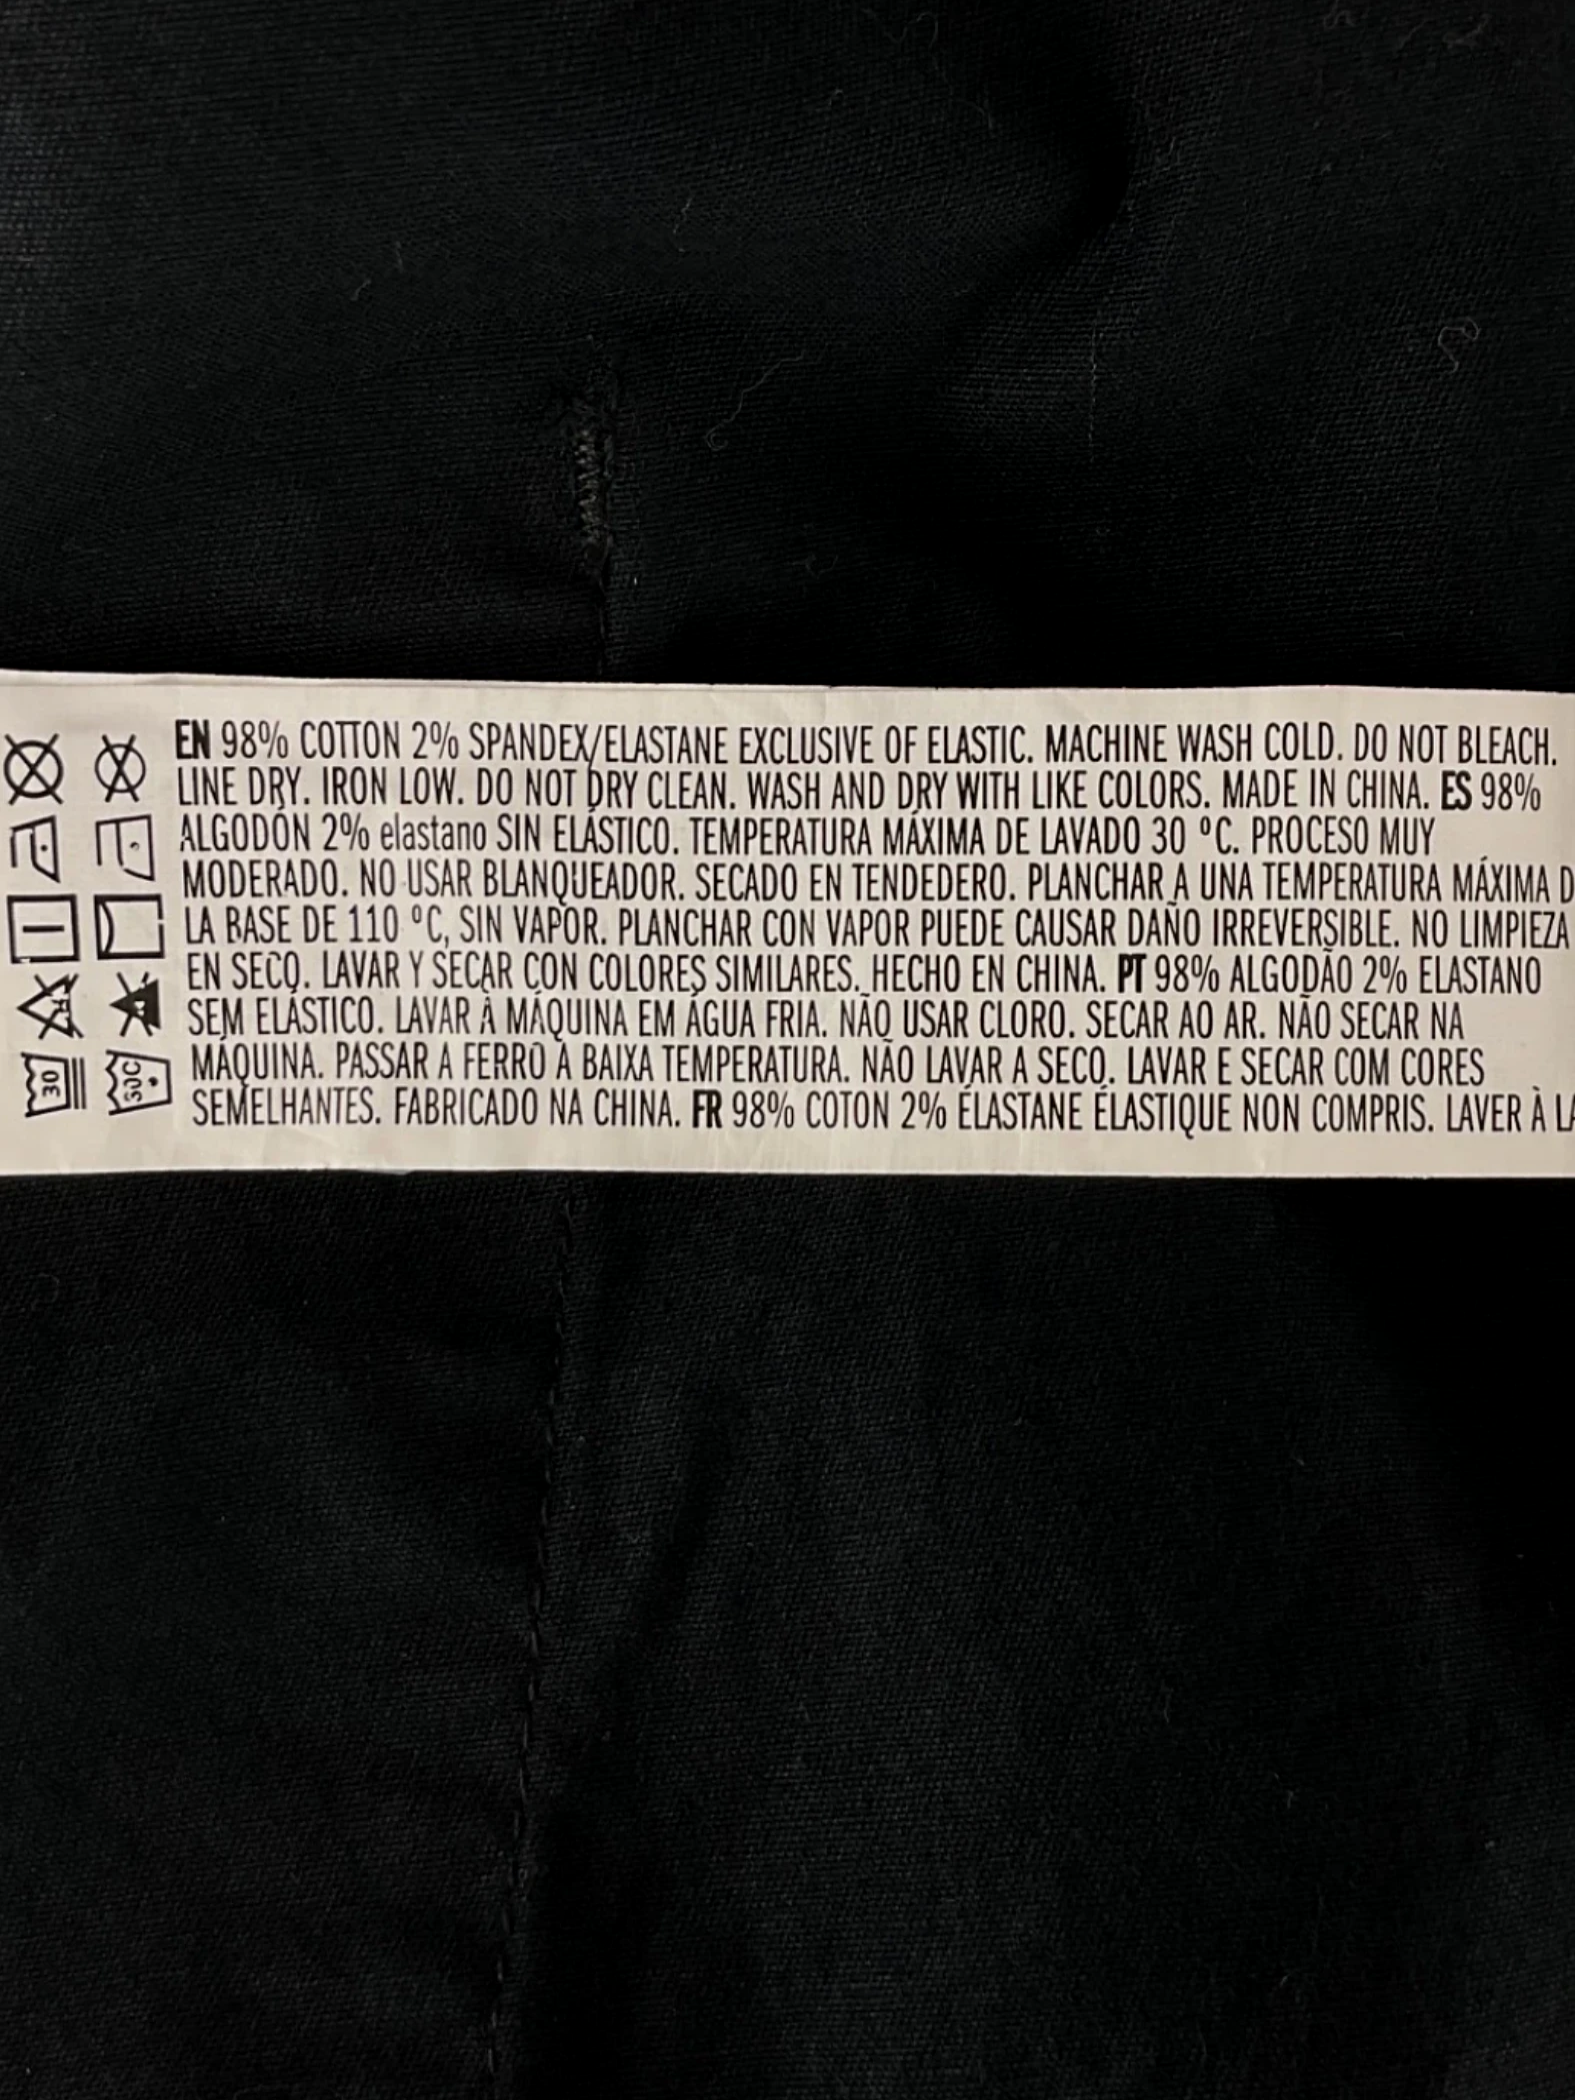 EN 98% COTTON 2% SPANDEX/ELASTANE EXCLUSIVE OF ELASTIC. MACHINE WASH COLD. DO NOT BLEACH.
LINE DRY. IRON LOW. DO NOT DRY CLEAN. WASH AND DRY WITH LIKE COLORS. MADE IN CHINA. ES 98%
ALGODÓN 2% elastano SIN ELÁSTICO. TEMPERATURA MÁXIMA DE LAVADO 30 °C. PROCESO MUY
MODERADO. NO USAR BLANQUEADOR. SECADO EN TENDEDERO. PLANCHAR A UNA TEMPERATURA MÁXIMA D
LA BASE DE 110 °C, SIN VAPOR. PLANCHAR CON VAPOR PUEDE CAUSAR DAÑO IRREVERSIBLE. NO LIMPIEZA
EN SECO. LAVAR Y SECAR CON COLORES SIMILARES. HECHO EN CHINA. PT 98% ALGODÃO 2% ELASTANO
SEM ELÁSTICO. LAVAR À MÁQUINA EM ÁGUA FRIA. NÃO USAR CLORO. SECAR AO AR. NÃO SECAR NA
MÁQUINA. PASSAR A FERRO A BAIXA TEMPERATURA. NÃO LAVAR A SECO. LAVAR E SECAR COM CORES
SEMELHANTES. FABRICADO NA CHINA. FR 98% COTON 2% ÉLASTANE ÉLASTIQUE NON COMPRIS. LAVER À LA
30
30C